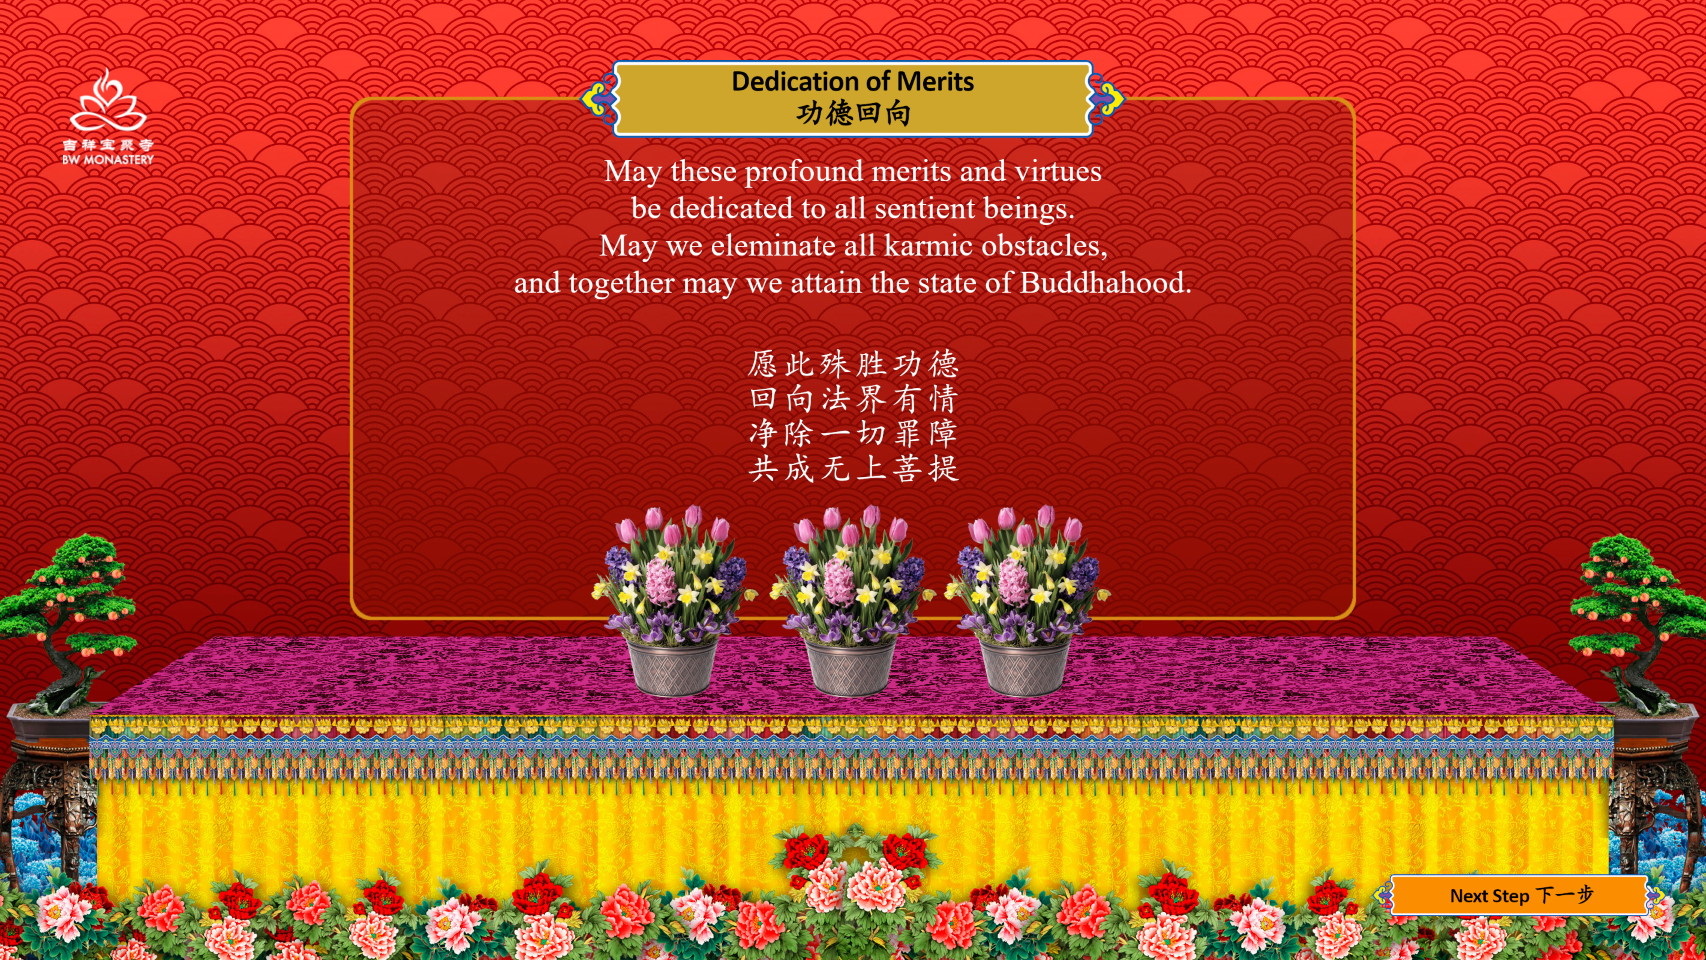 吉祥宝聚寺
BW MONASTERY
Dedication of Merits
功德回向
May these profound merits and virtues
be dedicated to all sentient beings.
May we eleminate all karmic obstacles,
and together may we attain the state of Buddhahood.
愿此殊胜功德
回向法界有情
净除一切罪障
共成无上菩提
Next Step 下一步